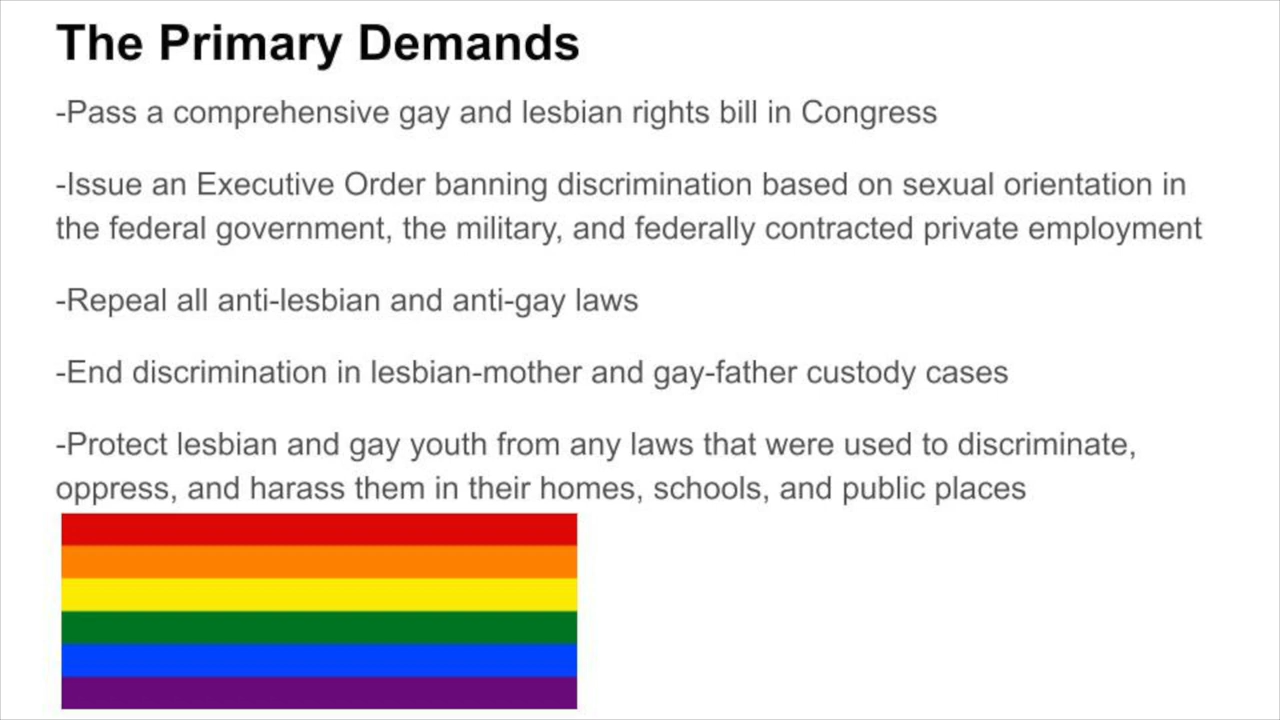 The Primary Demands
-Pass a comprehensive gay and lesbian rights bill in Congress
-Issue an Executive Order banning discrimination based on sexual orientation in
the federal government, the military, and federally contracted private employment
-Repeal all anti-lesbian and anti-gay laws
-End discrimination in lesbian-mother and gay-father custody cases
-Protect lesbian and gay youth from any laws that were used to discriminate,
oppress, and harass them in their homes, schools, and public places